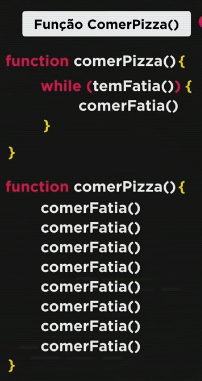 Função ComerPizza()
function comerPizza(){
while (temFatia()) {
comerFatia()
}
}
function comerPizza(){
comerFatia()
comerFatia()
comerFatia()
comerFatia()
comerFatia()
comerFatia()
comerFatia()
comerFatia()
}